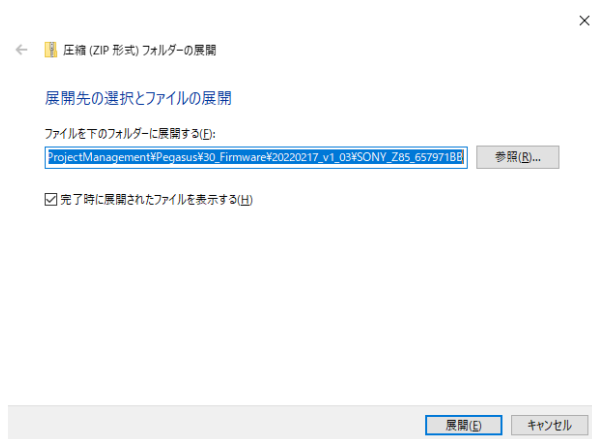 圧縮 (ZIP 形式) フォルダーの展開
展開先の選択とファイルの展開
ファイルを下のフォルダーに展開する(F):
ProjectManagement¥Pegasus¥30_Firmware¥20220217_v1_03¥SONY_Z85_657971BB
参照(R)...
完了時に展開されたファイルを表示する(H)
展開(E)
キャンセル